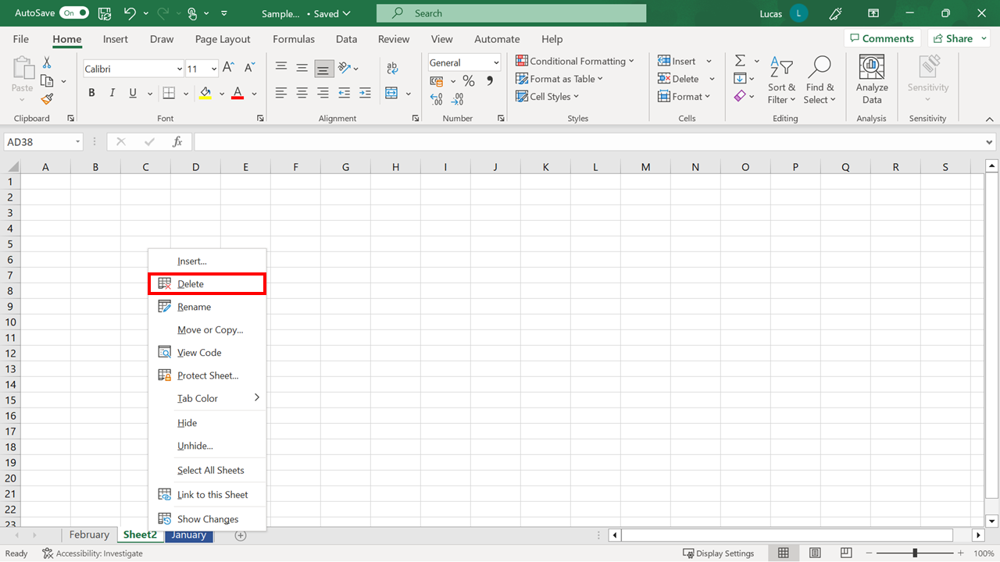 AutoSave On Sample... • Saved Search Lucas L
File Home Insert Draw Page Layout Formulas Data Review View Automate Help Comments Share
Paste
Clipboard
Calibri 11
B I U A
Font
ab
Alignment
General
% 9
Number
Conditional Formatting
Format as Table
Cell Styles
Styles
Insert
Delete
Format
Cells
Sort & Filter
Find & Select
Editing
Analyze Data
Analysis
Sensitivity
Sensitivity
AD38 fx
A B C D E F G H I J K L M N O P Q R S
1
2
3
4
5
6
7
8
9
10
11
12
13
14
15
16
17
18
19
20
21
22
23
Insert...
Delete
Rename
Move or Copy...
View Code
Protect Sheet...
Tab Color
Hide
Unhide...
Select All Sheets
Link to this Sheet
Show Changes
February Sheet2 January
Ready Accessibility: Investigate Display Settings 100%